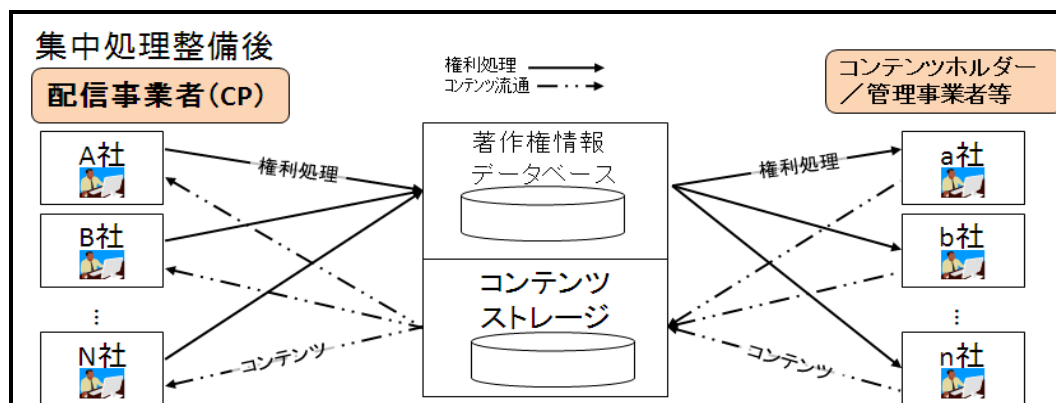 集中処理整備後
配信事業者(CP)
権利処理
コンテンツ流通
コンテンツホルダー
／管理事業者等
A社
B社
⋮
N社
権利処理
コンテンツ
著作権情報
データベース
コンテンツ
ストレージ
権利処理
コンテンツ
a社
b社
⋮
n社